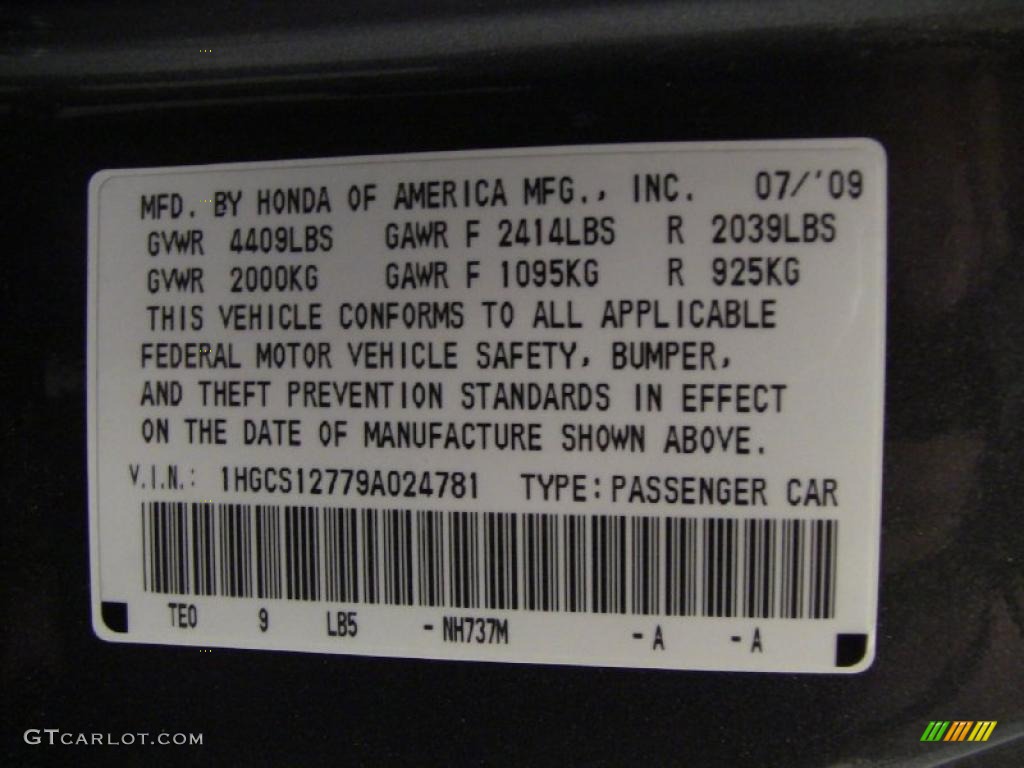 MFD. BY HONDA OF AMERICA MFG., INC. 07/'09
GVWR 4409LBS GAWR F 2414LBS R 2039LBS
GVWR 2000KG GAWR F 1095KG R 925KG
THIS VEHICLE CONFORMS TO ALL APPLICABLE
FEDERAL MOTOR VEHICLE SAFETY, BUMPER,
AND THEFT PREVENTION STANDARDS IN EFFECT
ON THE DATE OF MANUFACTURE SHOWN ABOVE.
V.I.N.: 1HGCS12779A024781 TYPE: PASSENGER CAR
TE0 9 LB5 - NH737M - A - A
GTCARLOT.COM